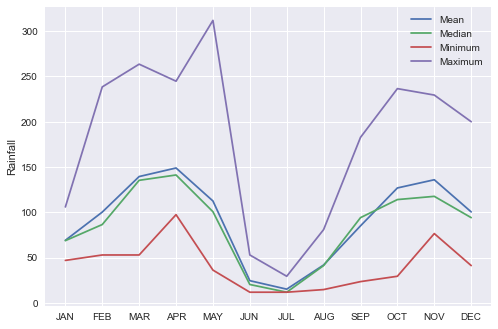 Mean
Median
Minimum
Maximum
300
250
200
150
100
50
0
Rainfall
JAN FEB MAR APR MAY JUN JUL AUG SEP OCT NOV DEC